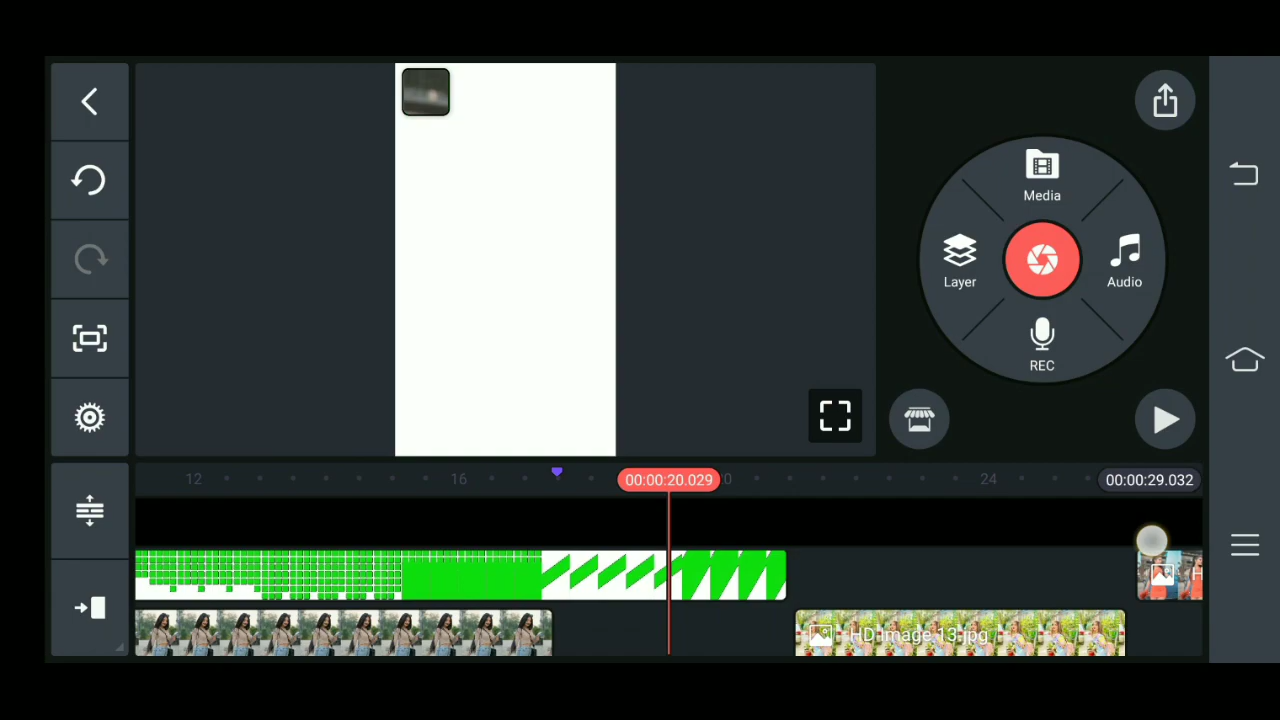 Media
Layer
Audio
REC
12
16
00:00:20.029
0
24
00:00:29.032
H
HD Image 13.jpg